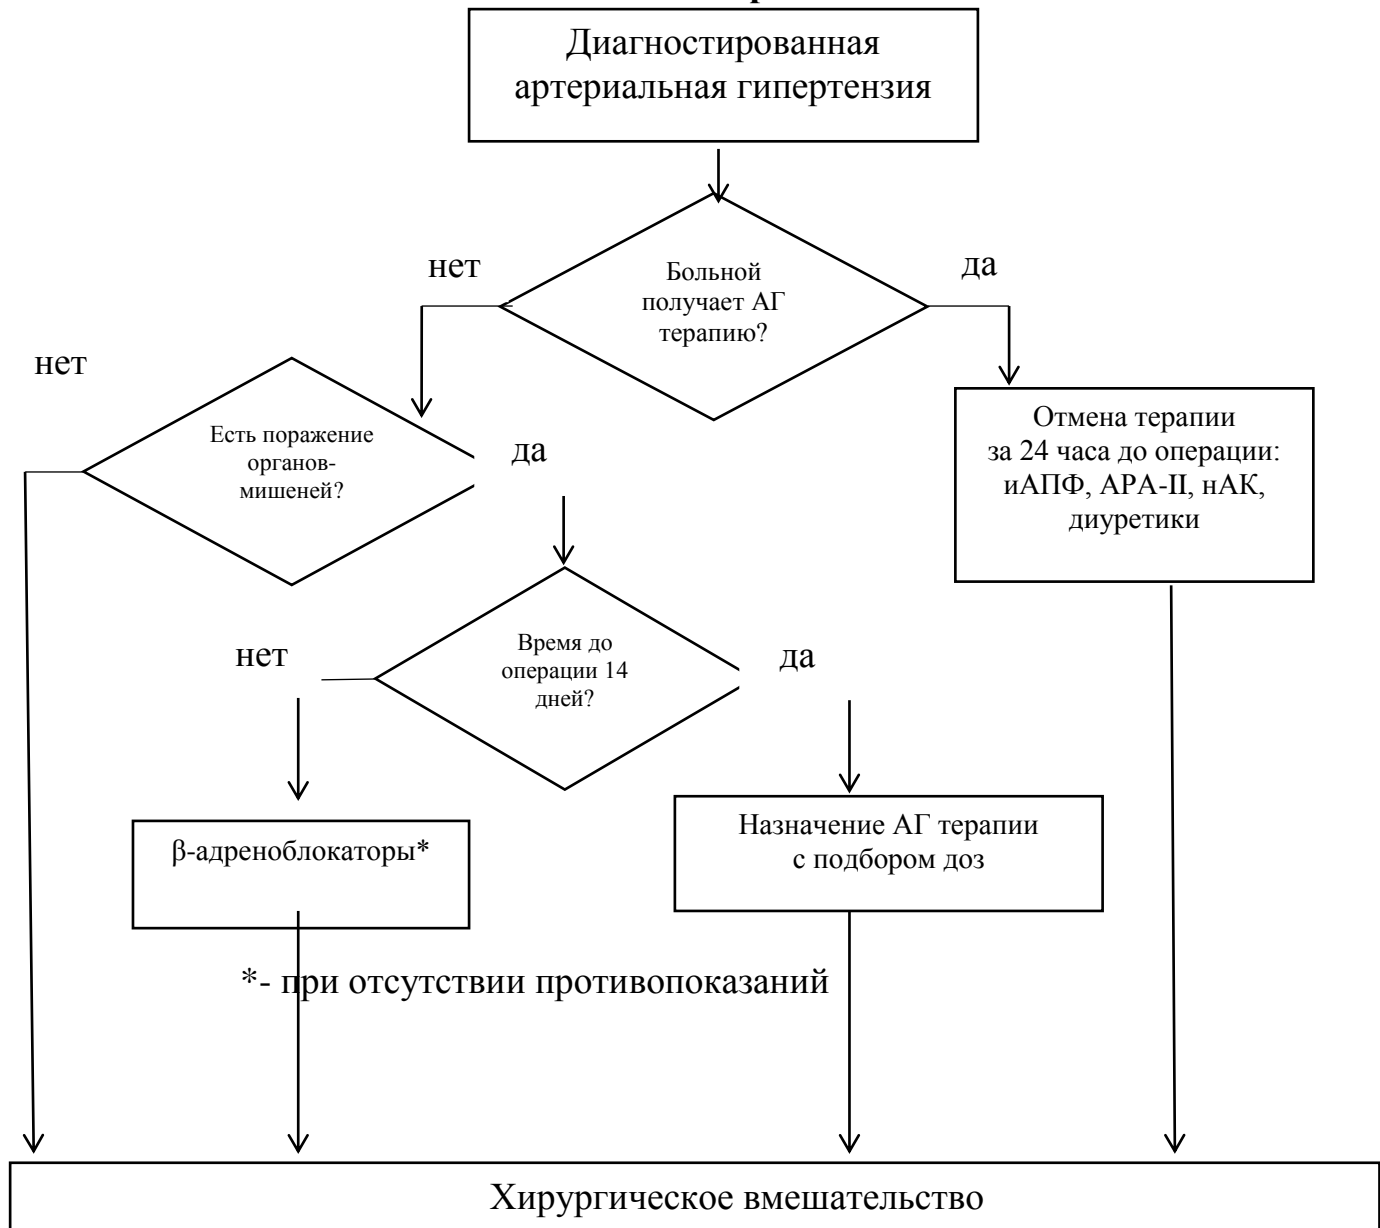 Диагностированная
артериальная гипертензия
нет
Больной
получает АГ
терапию?
да
нет
Есть поражение
органов-
мишеней?
да
Отмена терапии
за 24 часа до операции:
иАПФ, АРА-II, нАК,
диуретики
нет
Время до
операции 14
дней?
да
β-адреноблокаторы*
Назначение АГ терапии
с подбором доз
*- при отсутствии противопоказаний
Хирургическое вмешательство